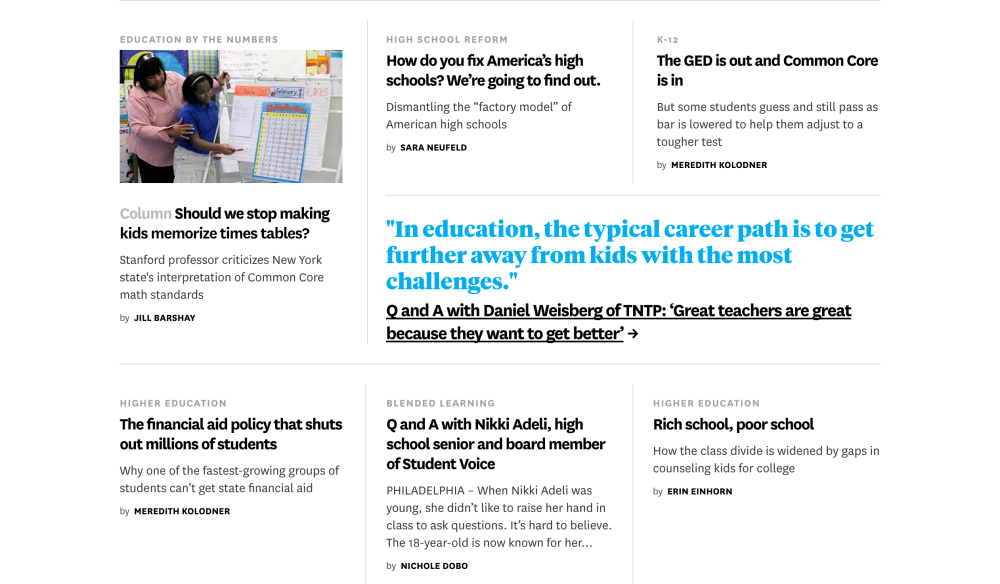 EDUCATION BY THE NUMBERS
Column Should we stop making
kids memorize times tables?
Stanford professor criticizes New York
state's interpretation of Common Core
math standards
by JILL BARSHAY
HIGH SCHOOL REFORM
How do you fix America’s high
schools? We’re going to find out.
Dismantling the “factory model” of
American high schools
by SARA NEUFELD
K-12
The GED is out and Common Core
is in
But some students guess and still pass as
bar is lowered to help them adjust to a
tougher test
by MEREDITH KOLODNER
"In education, the typical career path is to get
further away from kids with the most
challenges."
Q and A with Daniel Weisberg of TNTP: ‘Great teachers are great
because they want to get better’ →
HIGHER EDUCATION
The financial aid policy that shuts
out millions of students
Why one of the fastest-growing groups of
students can’t get state financial aid
by MEREDITH KOLODNER
BLENDED LEARNING
Q and A with Nikki Adeli, high
school senior and board member
of Student Voice
PHILADELPHIA – When Nikki Adeli was
young, she didn’t like to raise her hand in
class to ask questions. It’s hard to believe.
The 18-year-old is now known for her…
by NICHOLE DOBO
HIGHER EDUCATION
Rich school, poor school
How the class divide is widened by gaps in
counseling kids for college
by ERIN EINHORN